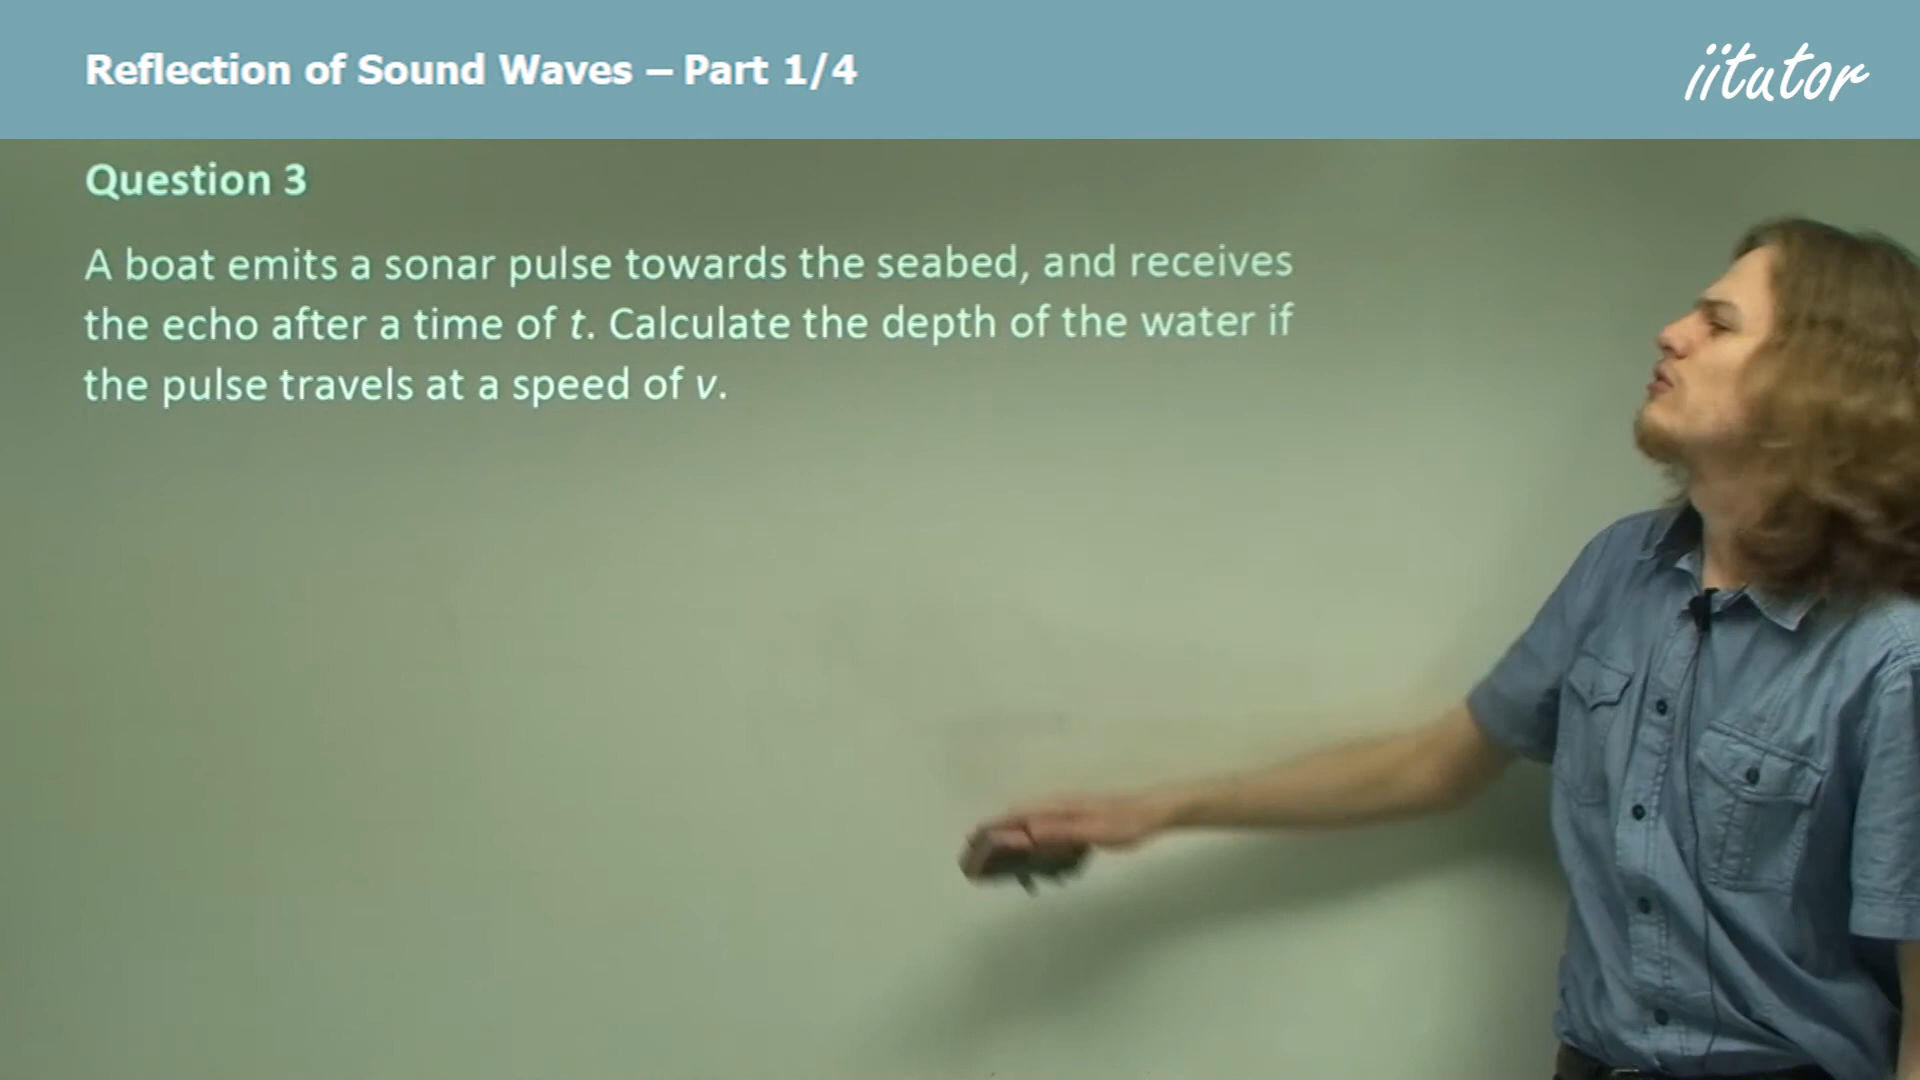 Reflection of Sound Waves – Part 1/4
iitutor
Question 3
A boat emits a sonar pulse towards the seabed, and receives
the echo after a time of t. Calculate the depth of the water if
the pulse travels at a speed of v.